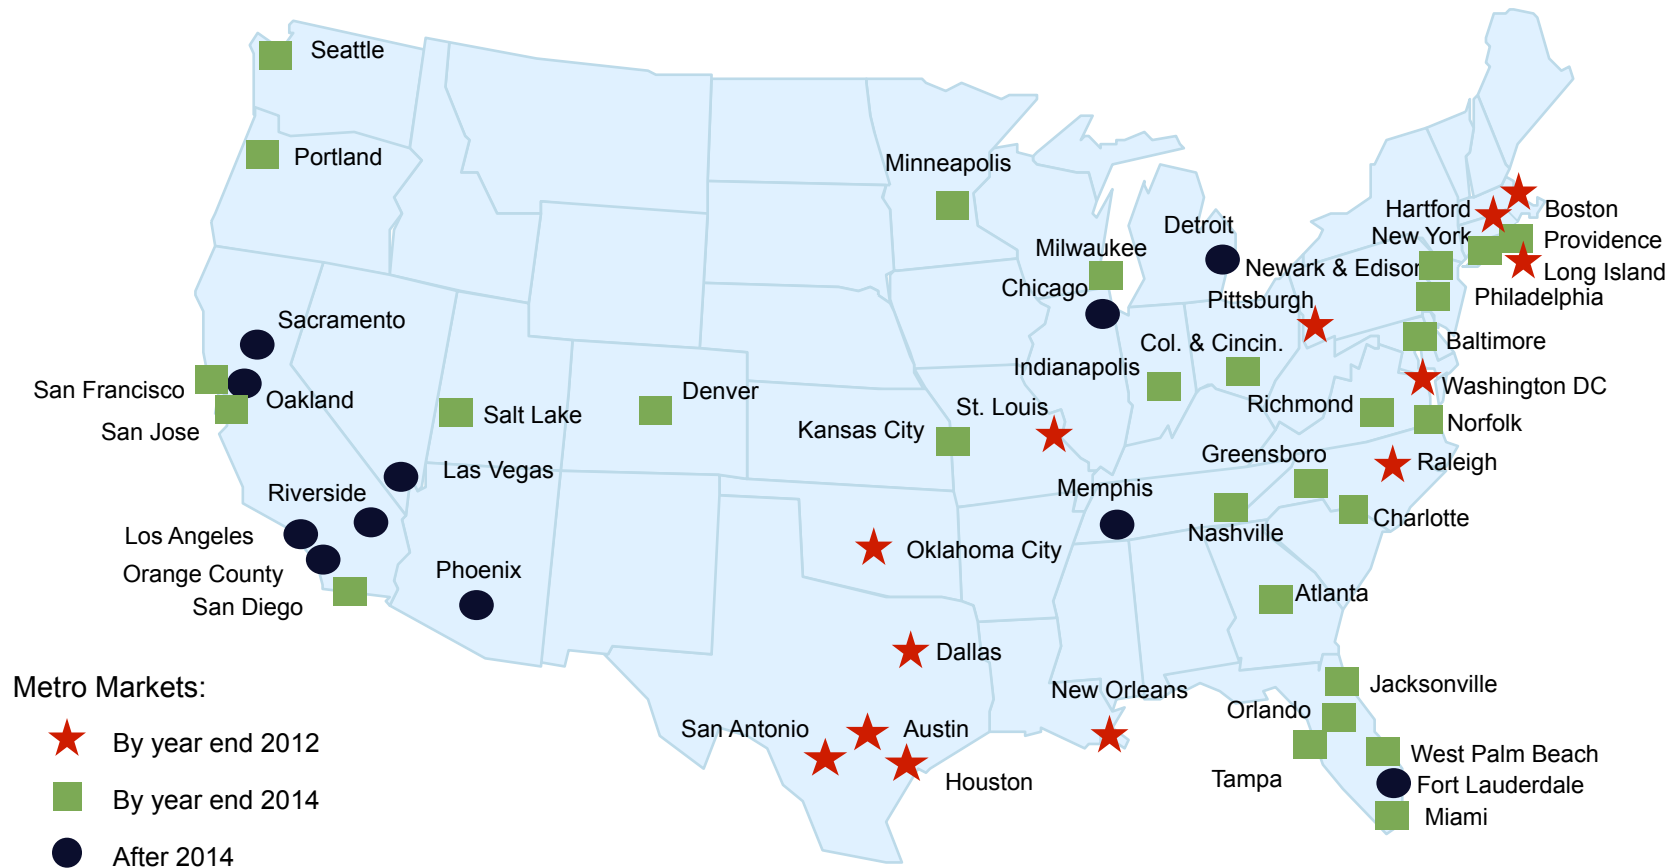 Seattle
Portland
Minneapolis
Hartford
Boston
Detroit
New York
Providence
Milwaukee
Newark & Edison
Long Island
Chicago
Pittsburgh
Philadelphia
Sacramento
Col. & Cincin.
Baltimore
Indianapolis
San Francisco
Oakland
Denver
Washington DC
Salt Lake
St. Louis
Richmond
San Jose
Kansas City
Norfolk
Las Vegas
Greensboro
Raleigh
Riverside
Memphis
Nashville
Charlotte
Los Angeles
Oklahoma City
Orange County
Phoenix
San Diego
Atlanta
Dallas
Metro Markets:
New Orleans
Jacksonville
Orlando
By year end 2012
San Antonio
Austin
West Palm Beach
Houston
Tampa
Fort Lauderdale
By year end 2014
Miami
After 2014